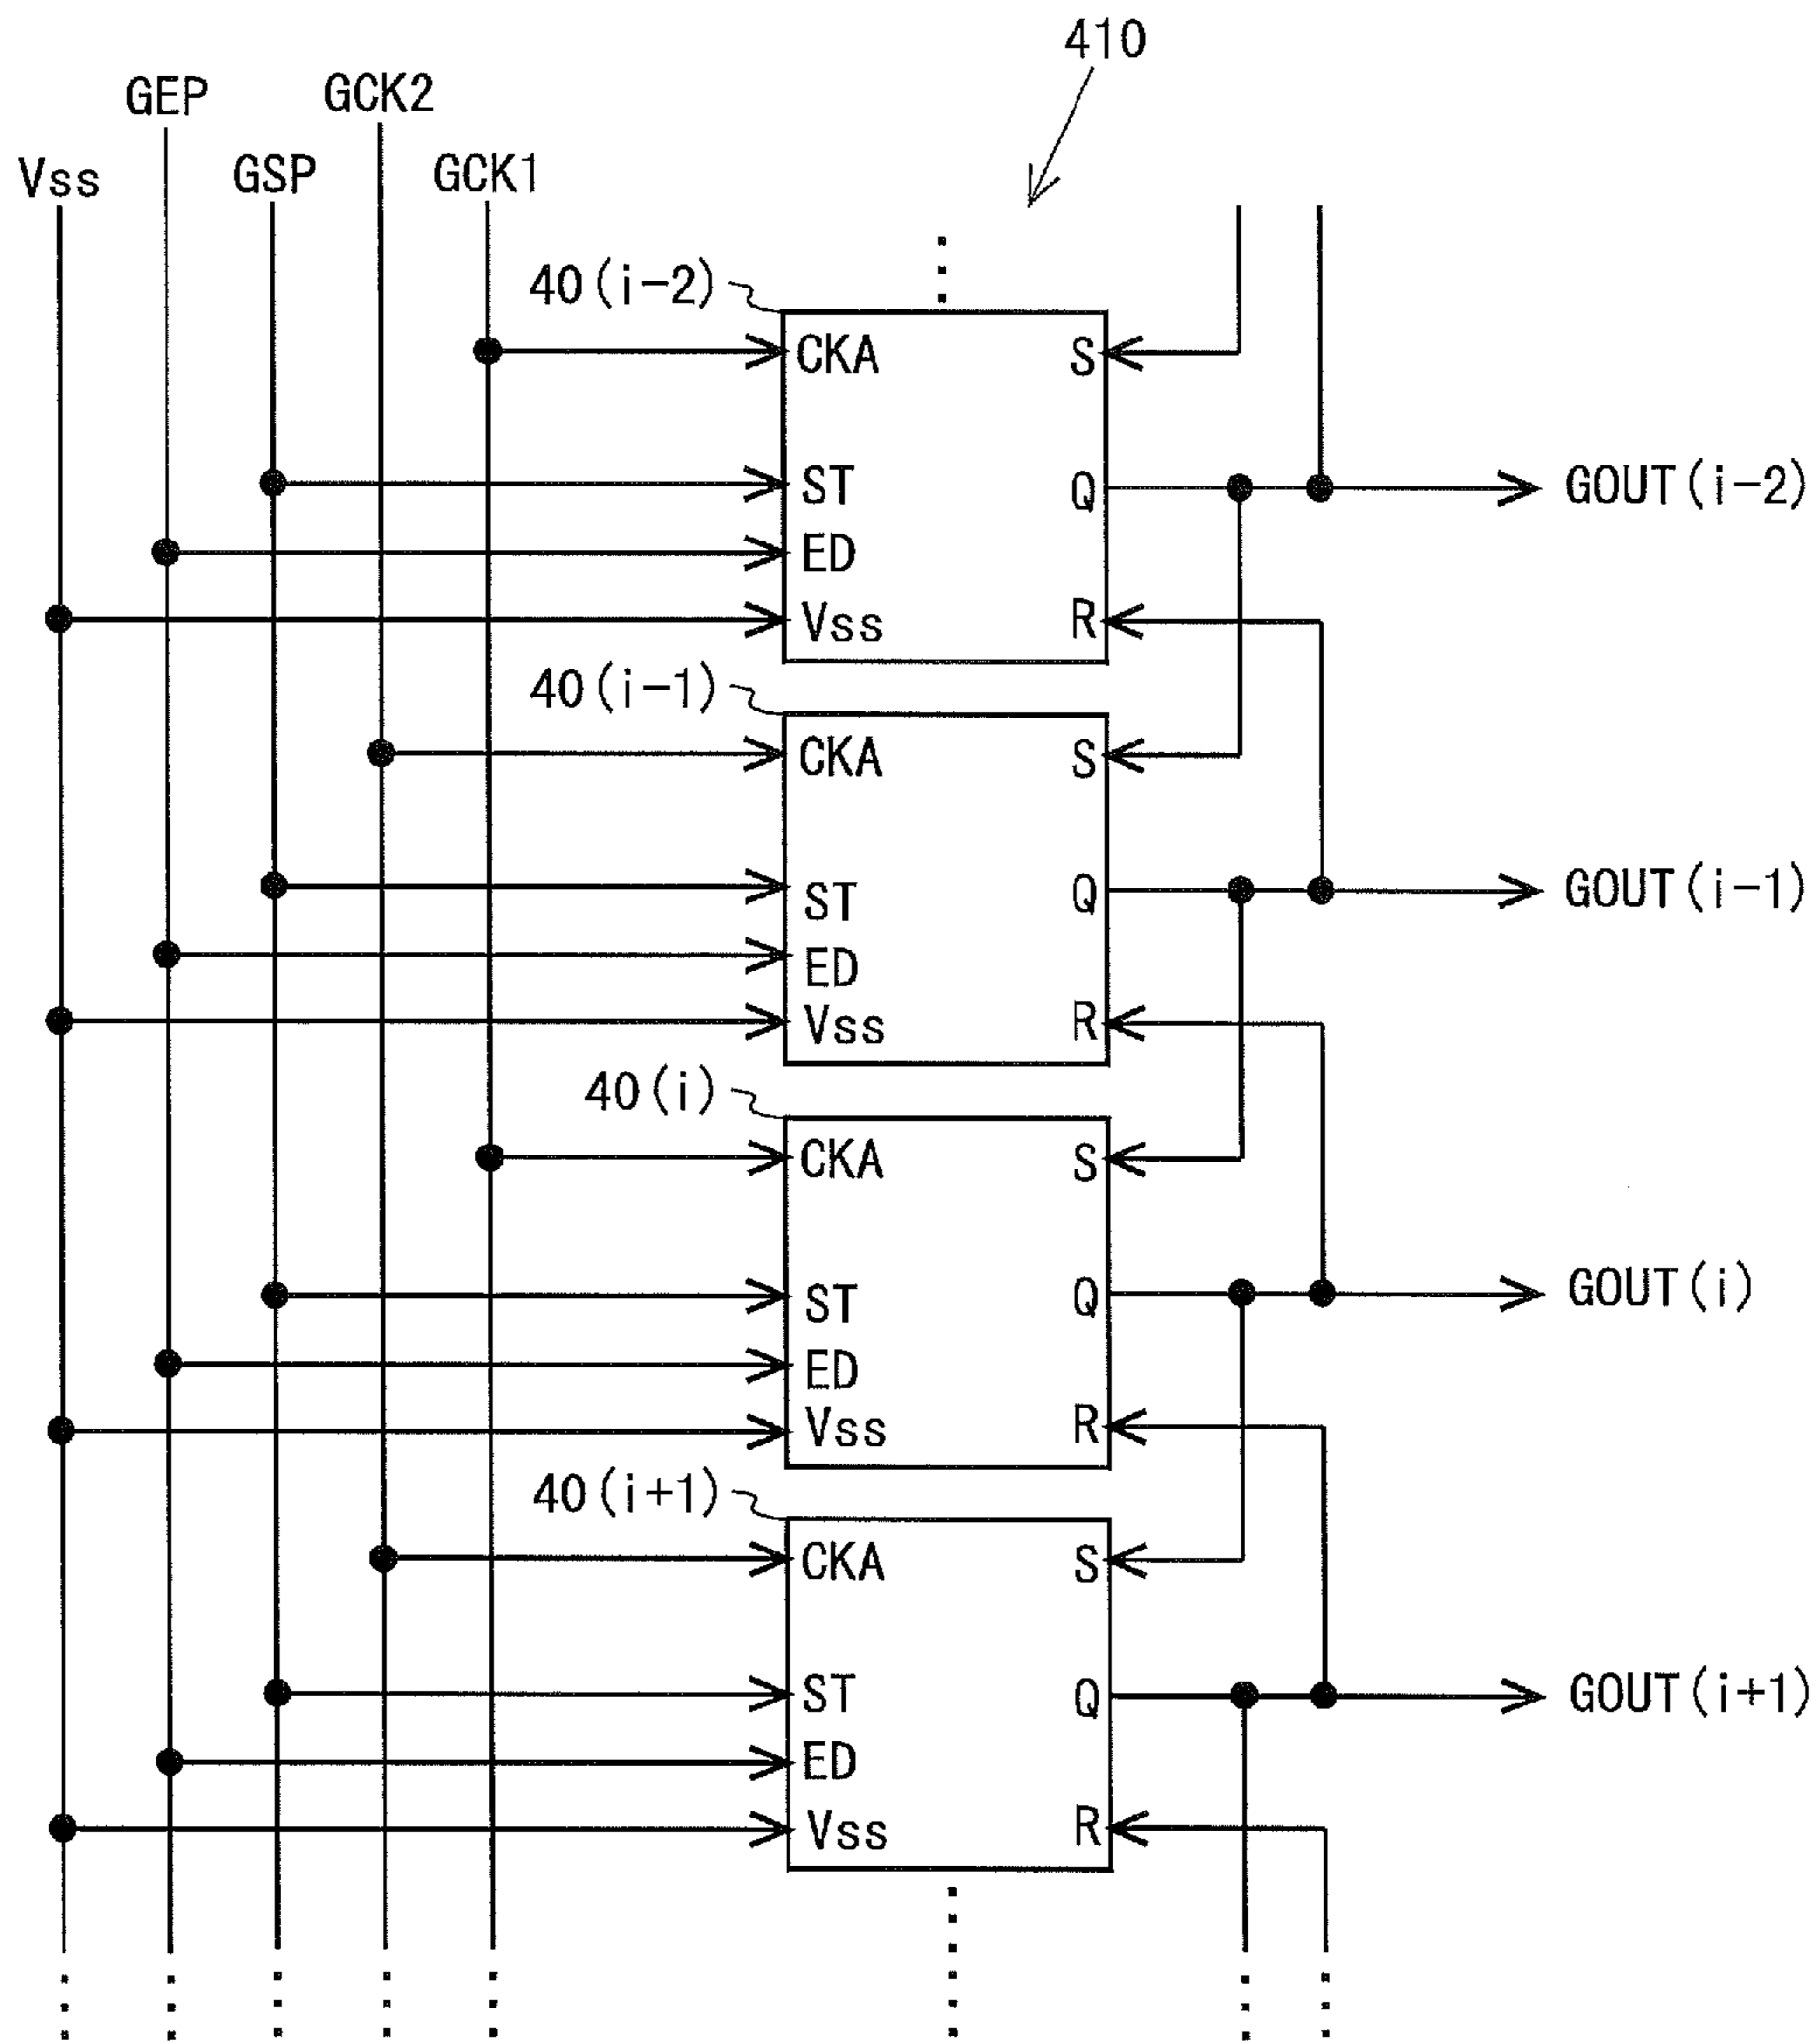 410
GEP
GCK2
Vss
GSP
GCK1
40(i-2)
CKA
S
ST
Q
GOUT(i-2)
ED
Vss
R
40(i-1)
CKA
S
ST
Q
GOUT(i-1)
ED
Vss
R
40(i)
CKA
S
ST
Q
GOUT(i)
ED
Vss
R
40(i+1)
CKA
S
ST
Q
GOUT(i+1)
ED
Vss
R